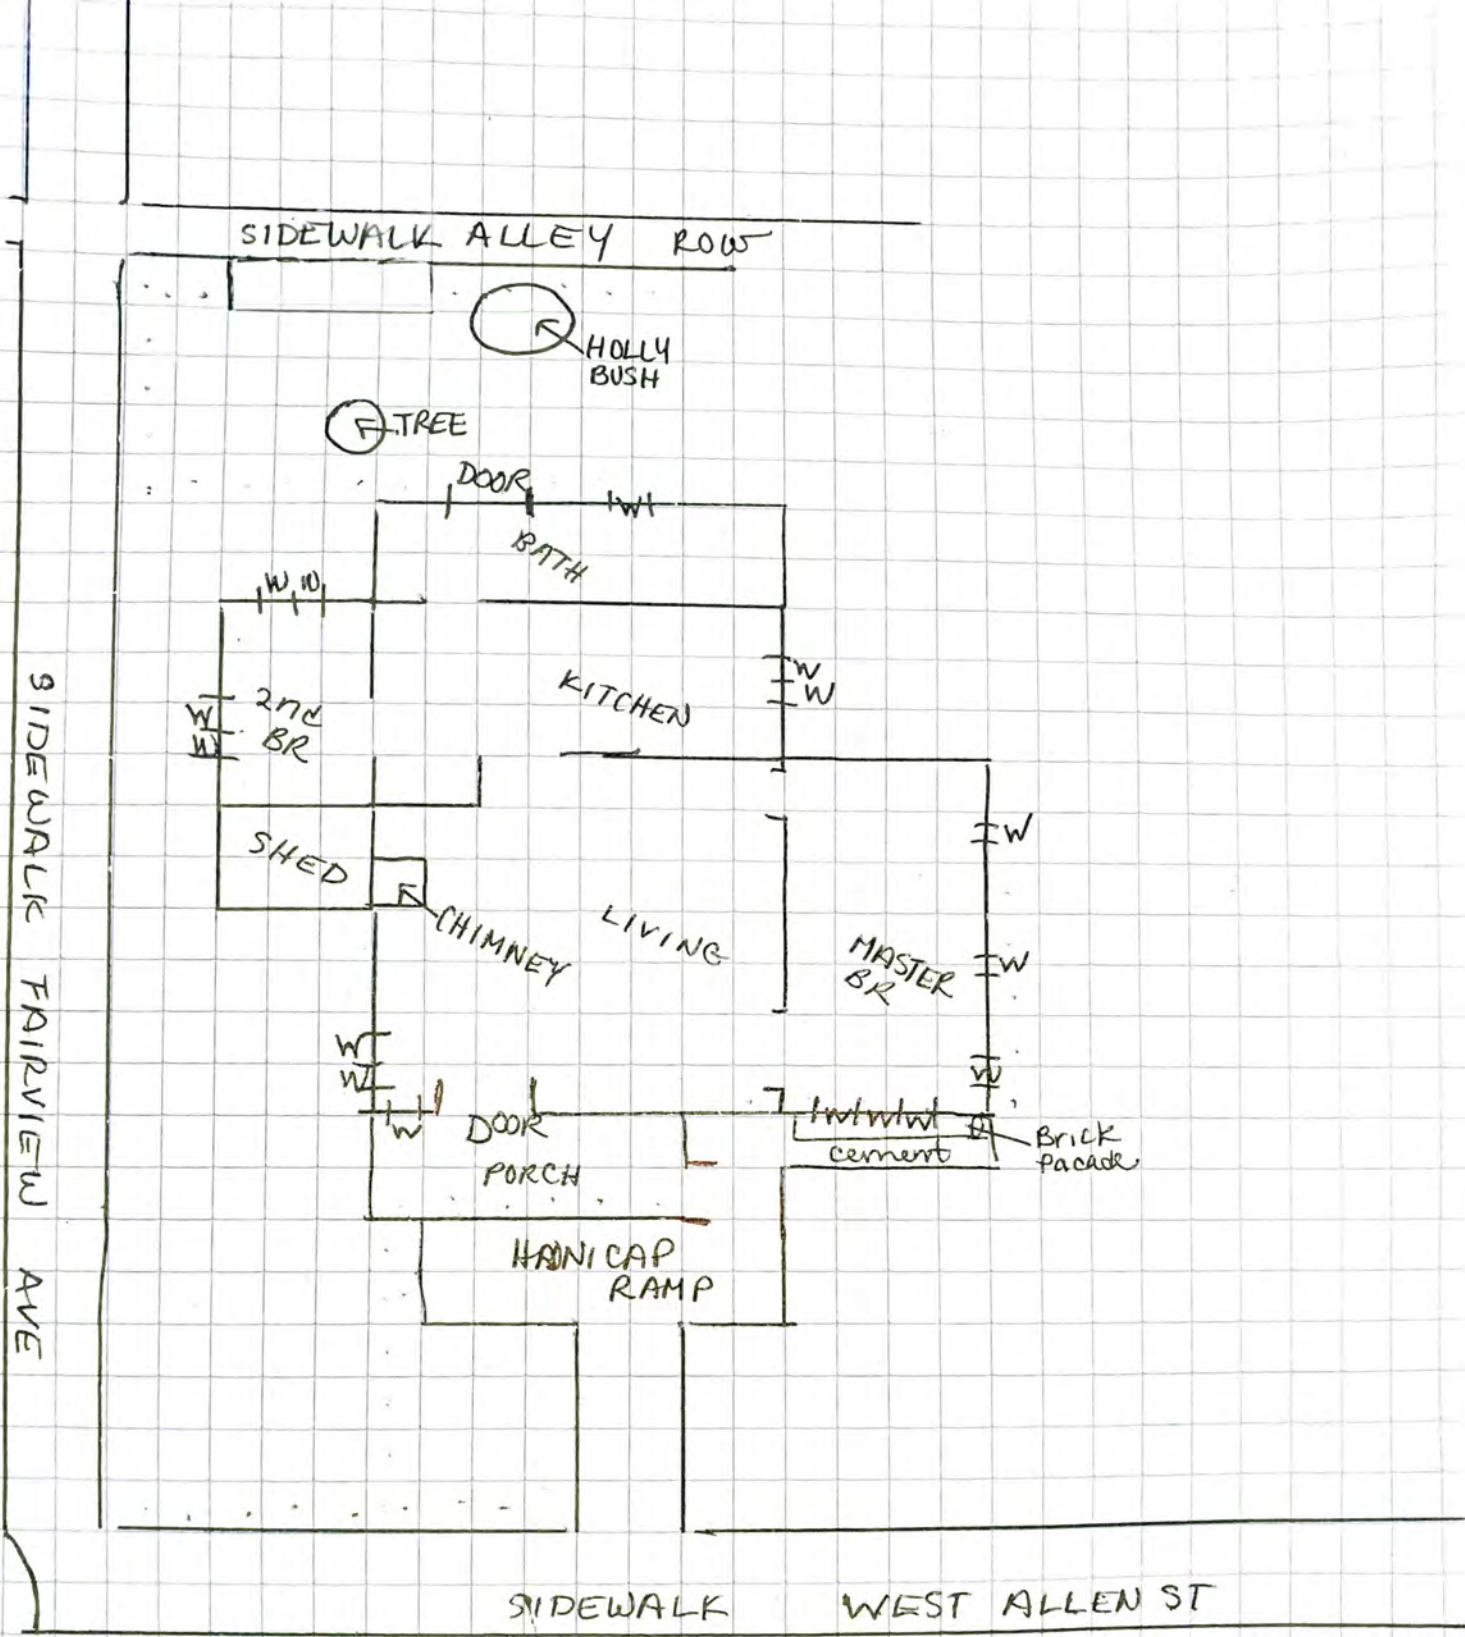 SIDEWALK ALLEY ROW
HOLLY
BUSH
TREE
DOOR
W
BATH
W W
KITCHEN
W
W
2nd
BR
W
W
SIDEWALK FAIRVIEW AVE
SHED
CHIMNEY
LIVING
MASTER
BR
W
W
W
W
W
W
DOOR
W W W
Brick
Facade
cement
PORCH
HANICAP
RAMP
SIDEWALK WEST ALLEN ST